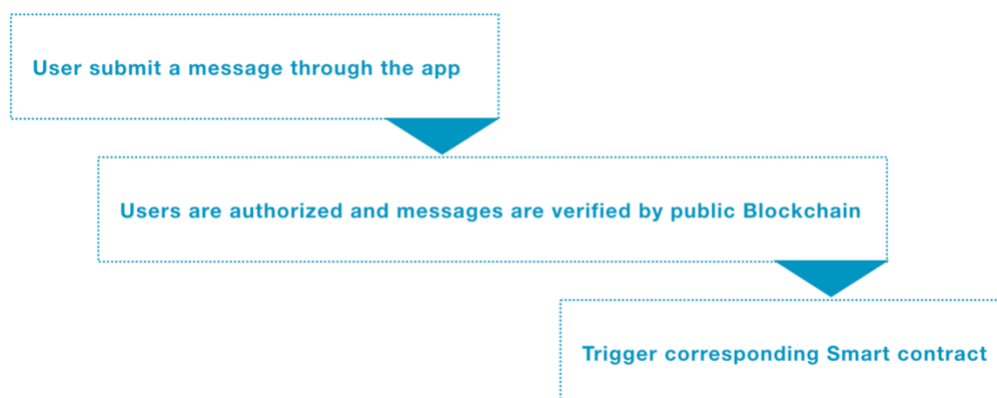 User submit a message through the app
Users are authorized and messages are verified by public Blockchain
Trigger corresponding Smart contract